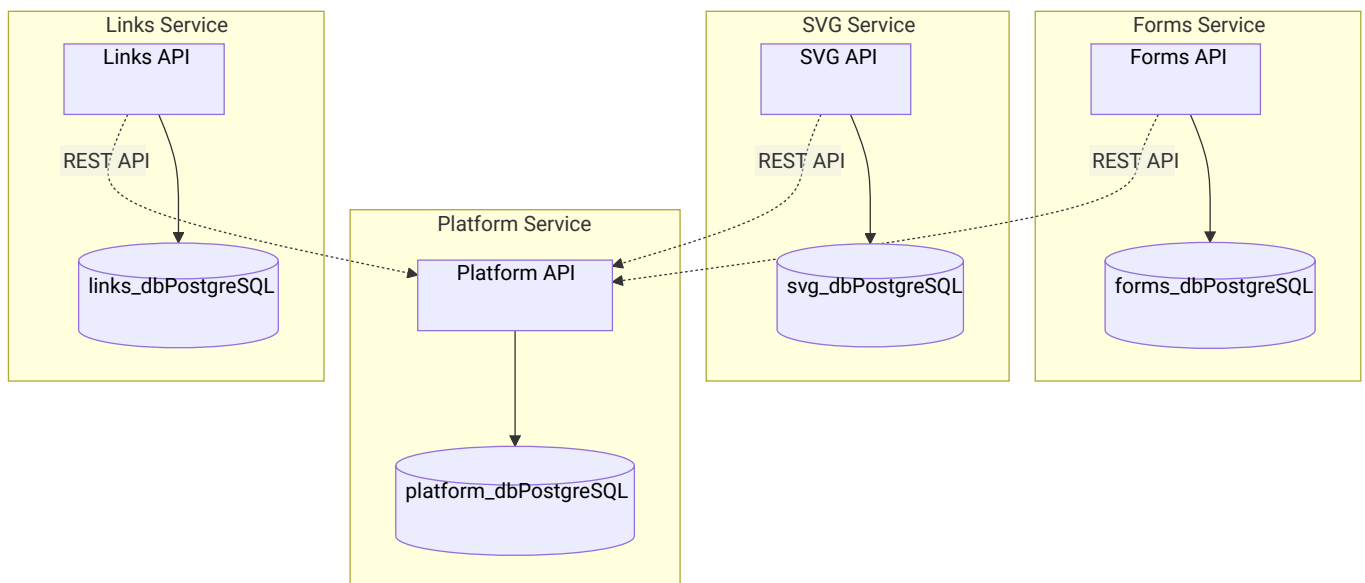 Links Service
SVG Service
Forms Service
Links API
SVG API
Forms API
REST API
REST API
REST API
Platform Service
Platform API
links_dbPostgreSQL
svg_dbPostgreSQL
forms_dbPostgreSQL
platform_dbPostgreSQL